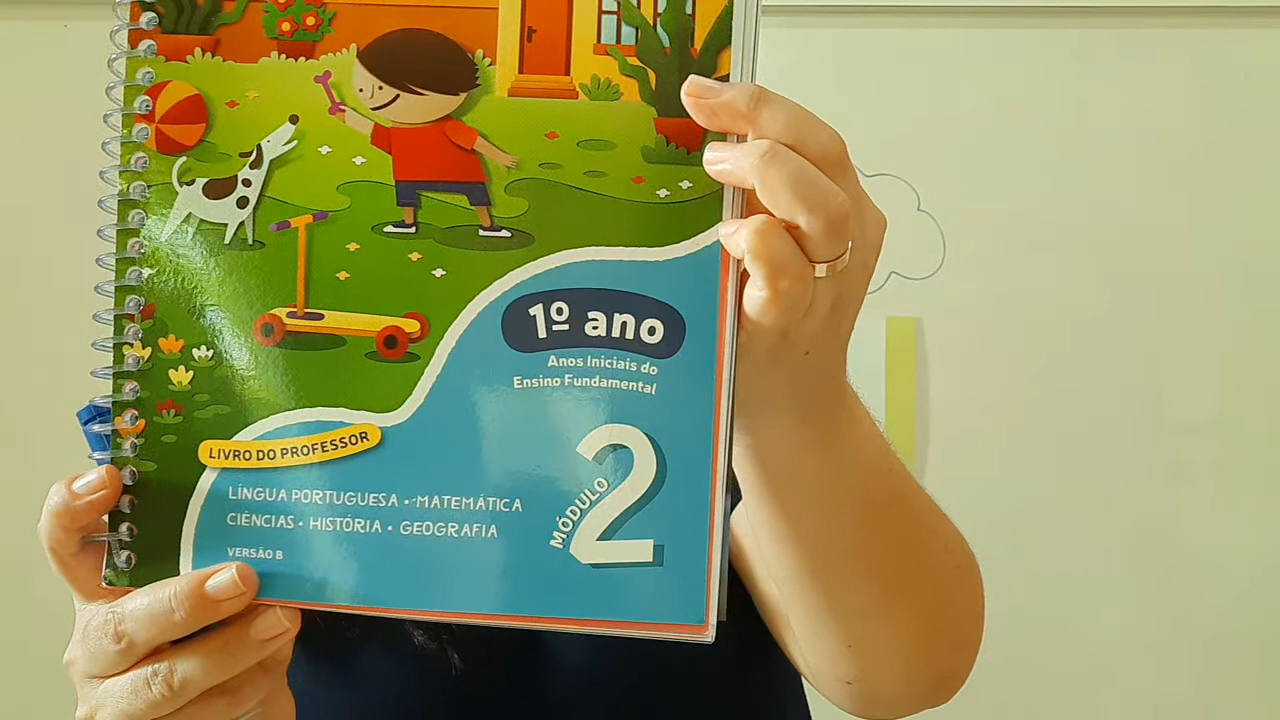 1º ano
Anos Iniciais do
Ensino Fundamental
LIVRO DO PROFESSOR
LÍNGUA PORTUGUESA • MATEMÁTICA
CIÊNCIAS • HISTÓRIA • GEOGRAFIA
VERSÃO B
MÓDULO 2